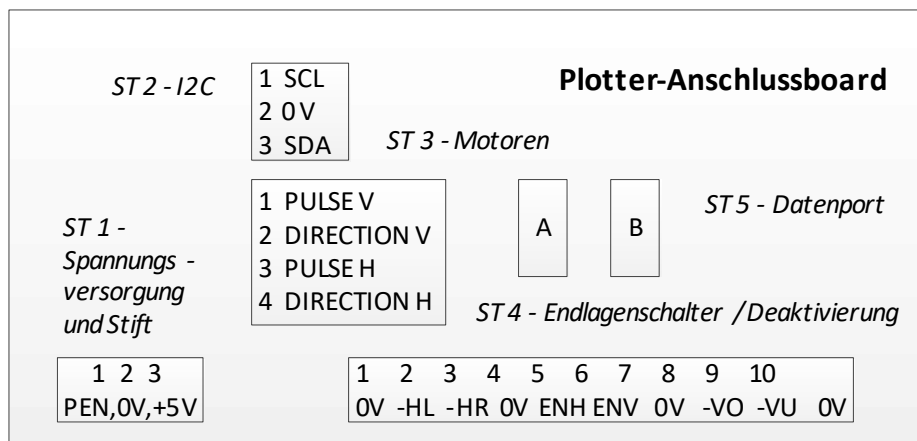 Plotter-Anschlussboard
ST 2 - I2C
1 SCL
2 0 V
3 SDA
ST 3 - Motoren
1 PULSE V
2 DIRECTION V
3 PULSE H
4 DIRECTION H
A
B
ST 5 - Datenport
ST 1 -
Spannungs -
versorgung
und Stift
ST 4 - Endlagenschalter / Deaktivierung
1 2 3
PEN,0V,+5V
1 2 3 4 5 6 7 8 9 10
0V -HL -HR 0V ENH ENV 0V -VO -VU 0V